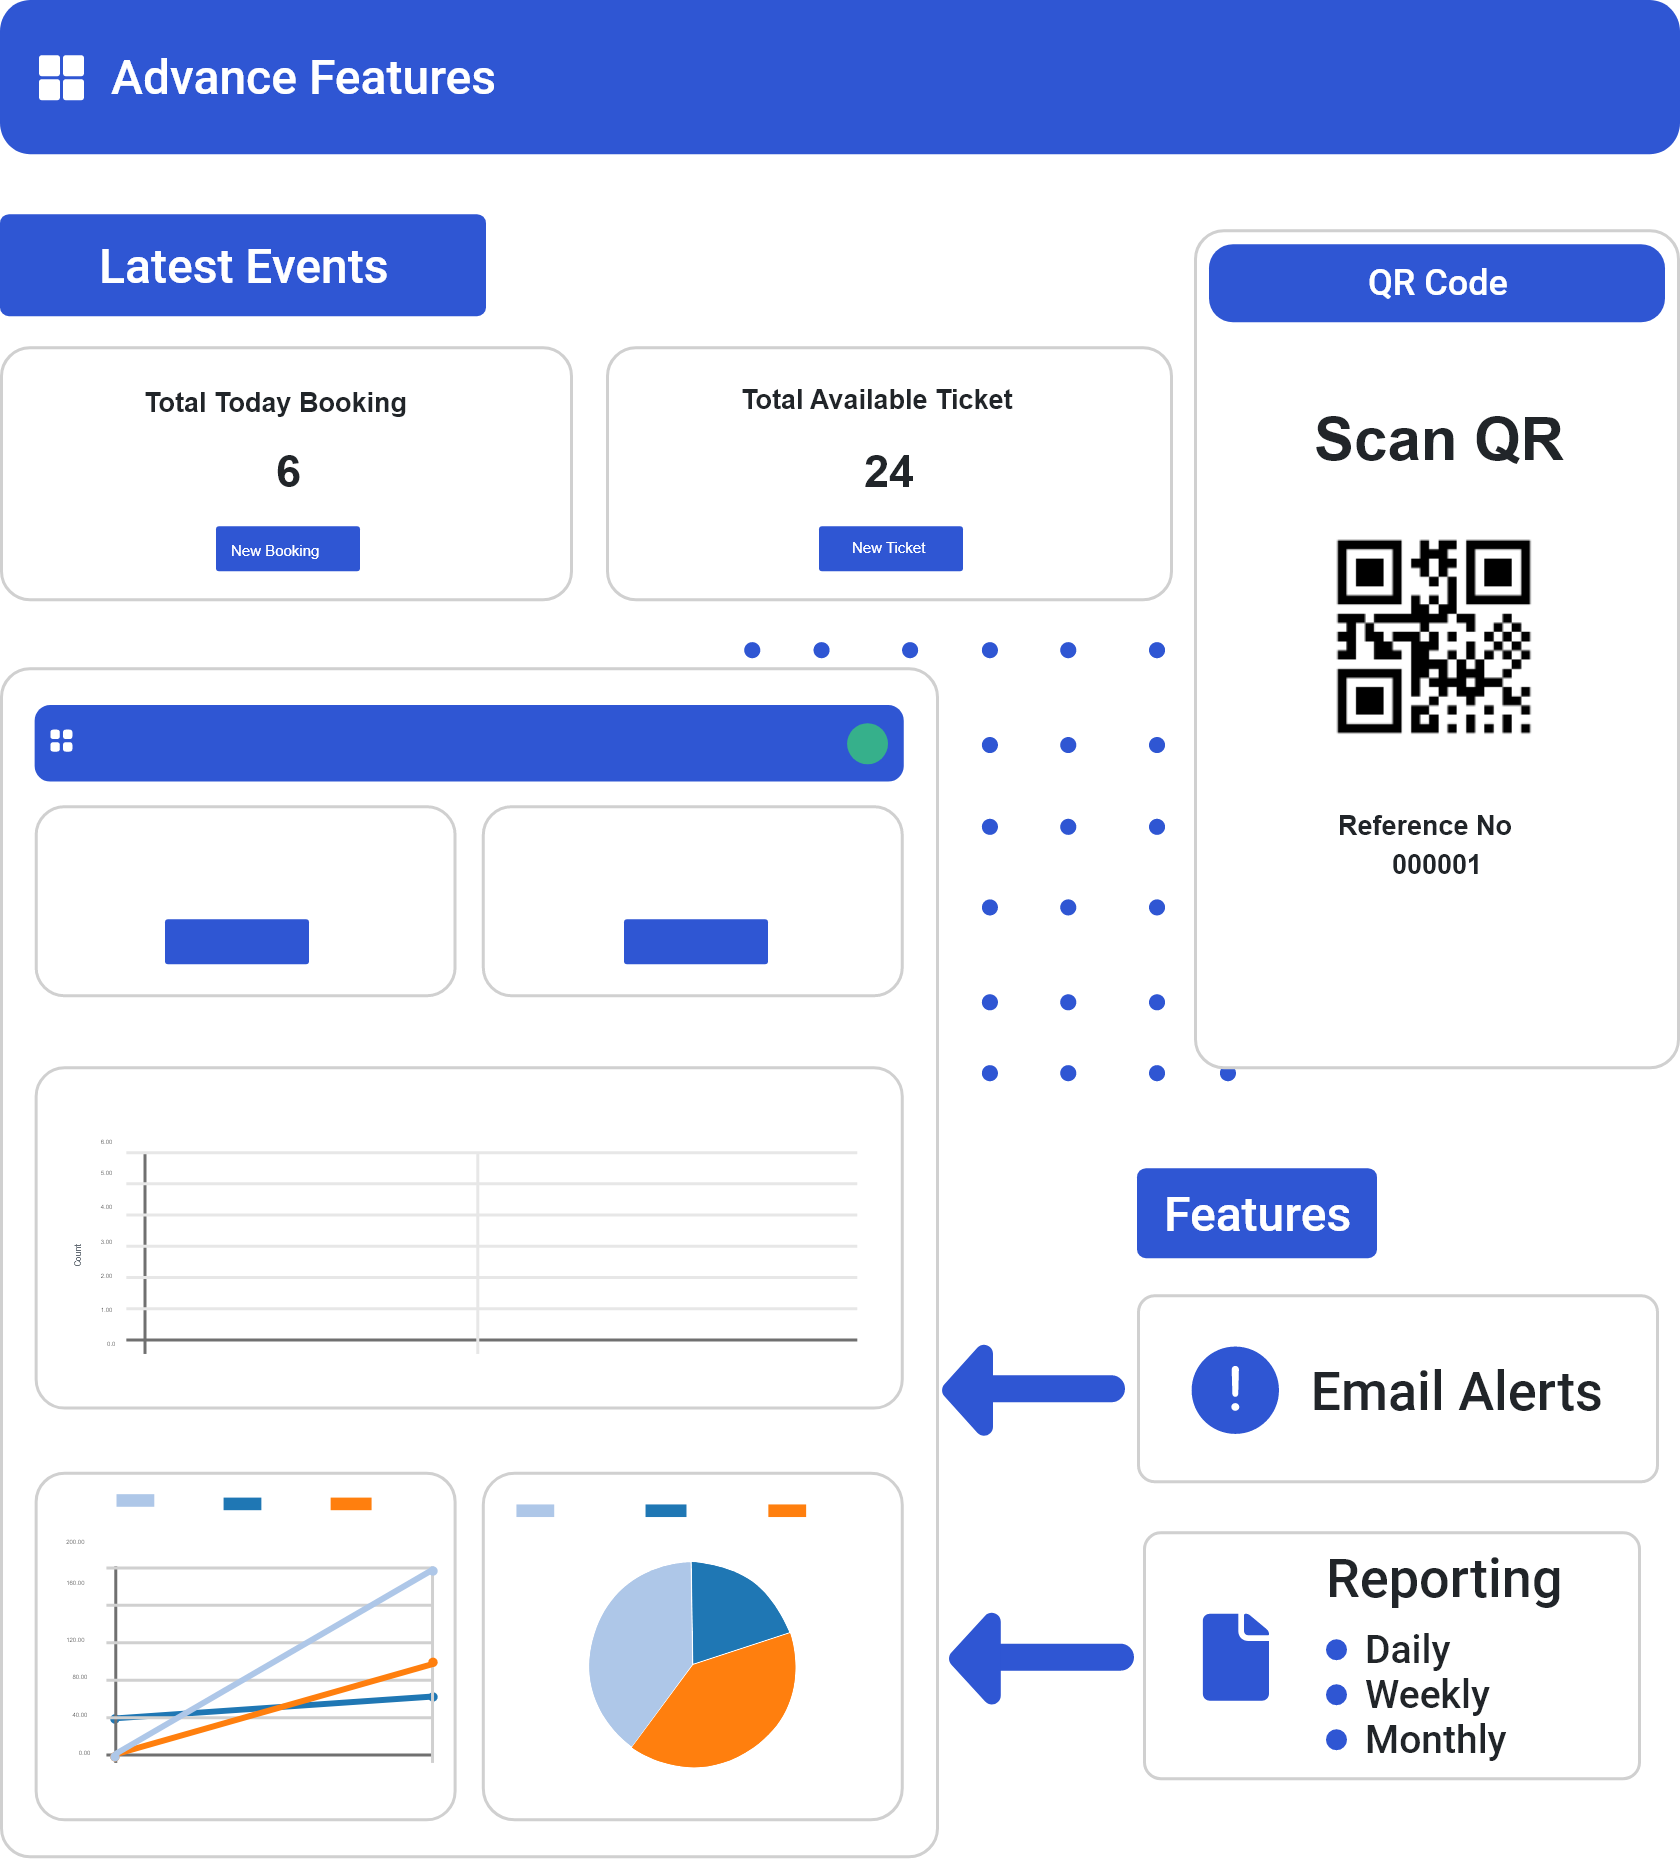 Advance Features
Latest Events
QR Code
Total Today Booking
6
New Booking
Total Available Ticket
24
New Ticket
Scan QR
Reference No
000001
6.00
5.00
4.00
3.00
2.00
1.00
0.0
Count
Features
Email Alerts
200.00
160.00
120.00
80.00
40.00
0.00
Reporting
Daily
Weekly
Monthly